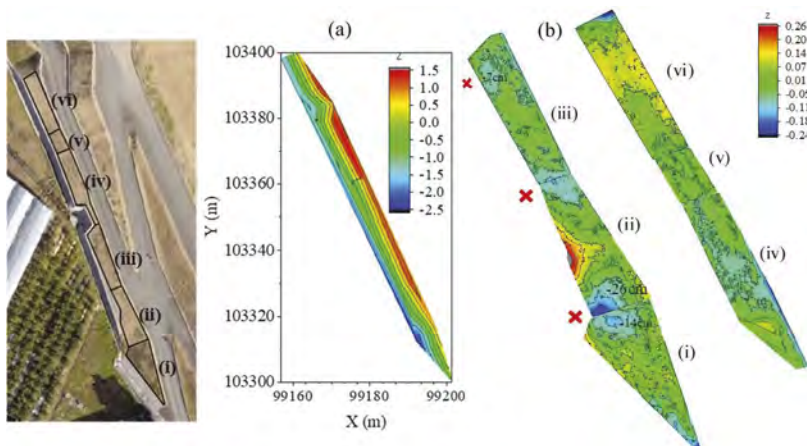 (vi)
(v)
(iv)
(iii)
(ii)
(i)
(a)
z
1.5
1.0
0.5
0.0
-0.5
-1.0
-1.5
-2.0
-2.5
103400
103380
103360
103340
103320
103300
Y (m)
99160
99180
99200
X (m)
(b)
z
0.26
0.20
0.14
0.07
0.01
-0.05
-0.11
-0.18
-0.24
-7cm
(iii)
(ii)
-26 cm
(i)
(vi)
(v)
(iv)